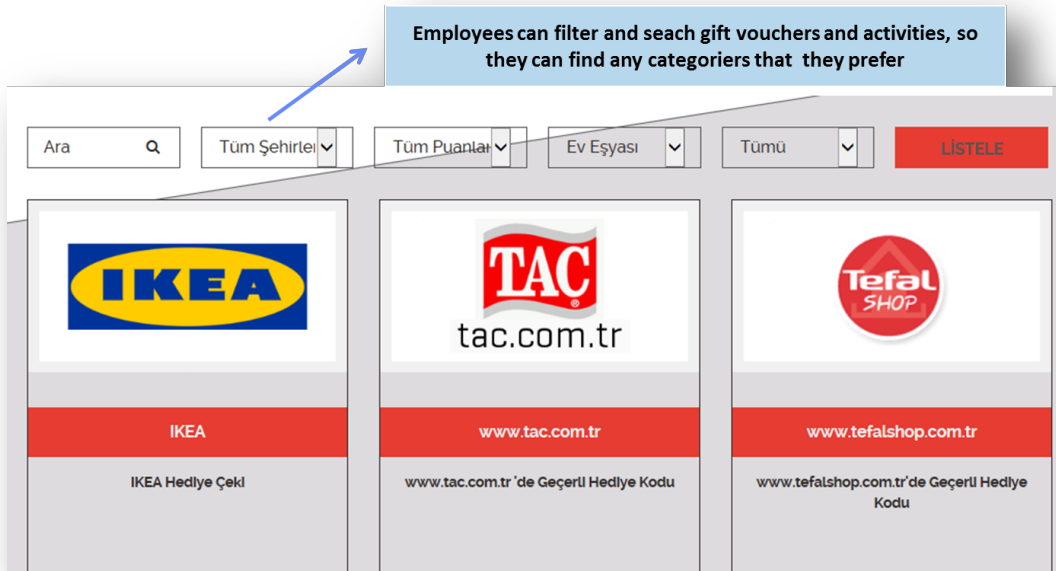 Employees can filter and seach gift vouchers and activities, so
they can find any categoriers that they prefer
Ara
Tüm Şehirler
Tüm Puanlar
Ev Eşyası
Tümü
LİSTELE
IKEA
TAC
®
tac.com.tr
Tefal
SHOP
IKEA
www.tac.com.tr
www.tefalshop.com.tr
IKEA Hediye Çeki
www.tac.com.tr 'de Geçerli Hediye Kodu
www.tefalshop.com.tr'de Geçerli Hediye
Kodu